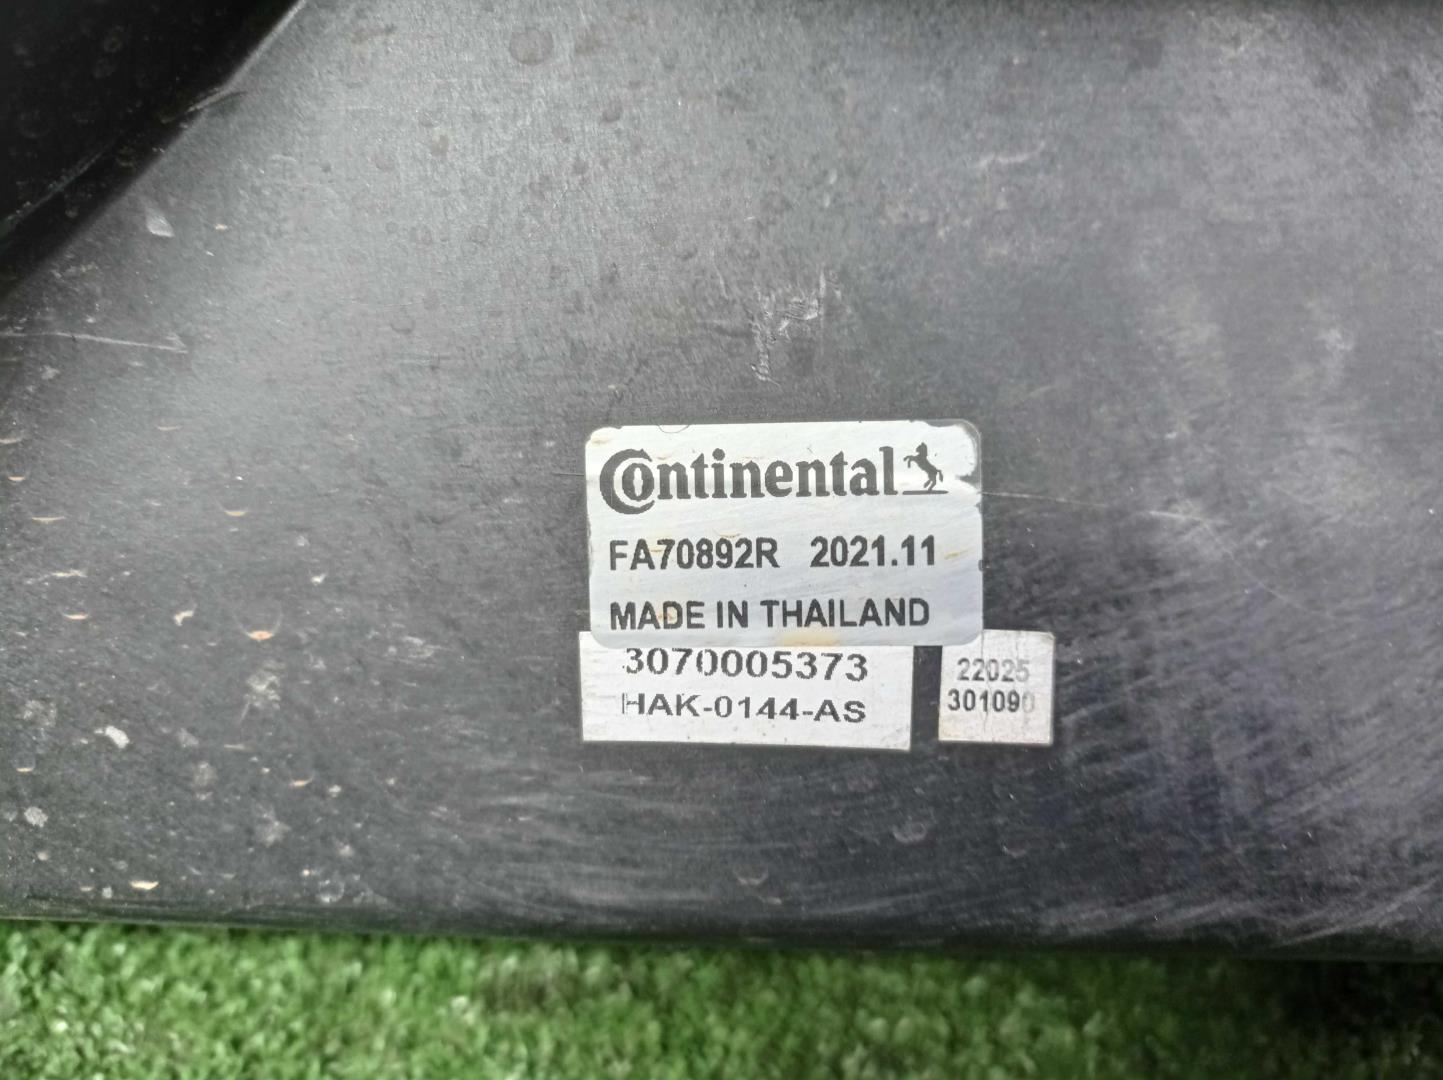 Continental
FA70892R 2021.11
MADE IN THAILAND
3070005373
HAK-0144-AS
22025
301090